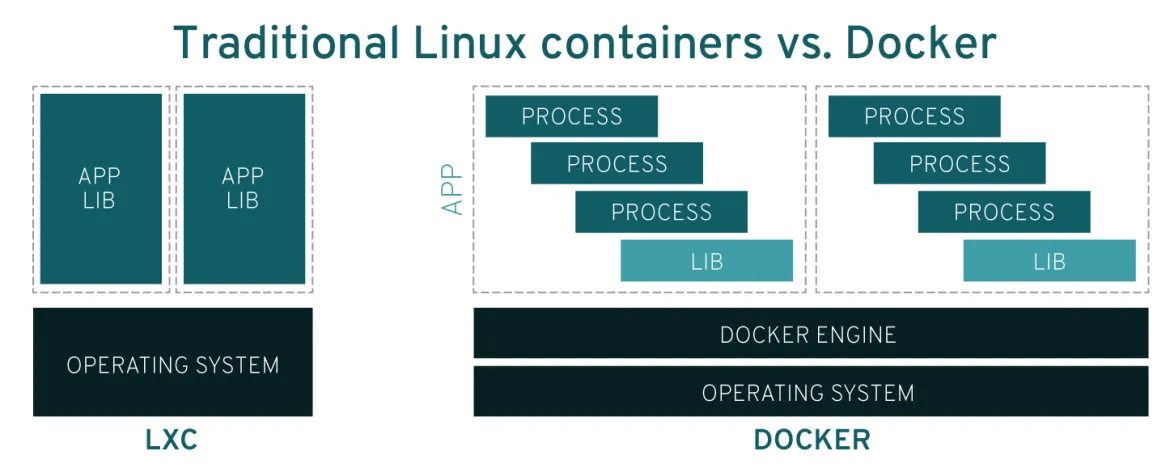 Traditional Linux containers vs. Docker
APP
LIB
APP
LIB
OPERATING SYSTEM
LXC
APP
PROCESS
PROCESS
PROCESS
LIB
PROCESS
PROCESS
PROCESS
LIB
DOCKER ENGINE
OPERATING SYSTEM
DOCKER